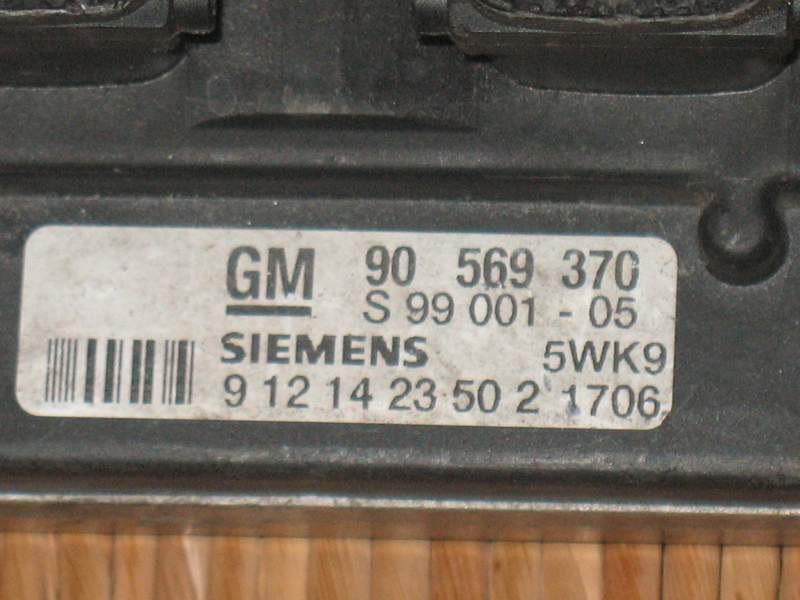 GM 90 569 370
S 99 001 - 05
SIEMENS 5WK9
9 12 14 23 50 2 1706